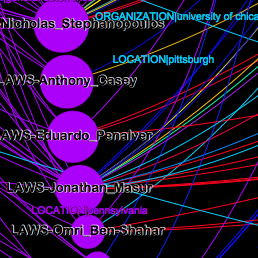 Nicholas_Stephanopoulos
ORGANIZATION|university of chica
LOCATION|pittsburgh
LAWS-Anthony_Casey
LAWS-Eduardo_Penalver
LAWS-Jonathan_Masur
LOCATION|pennsylvania
LAWS-Omri_Ben-Shahar